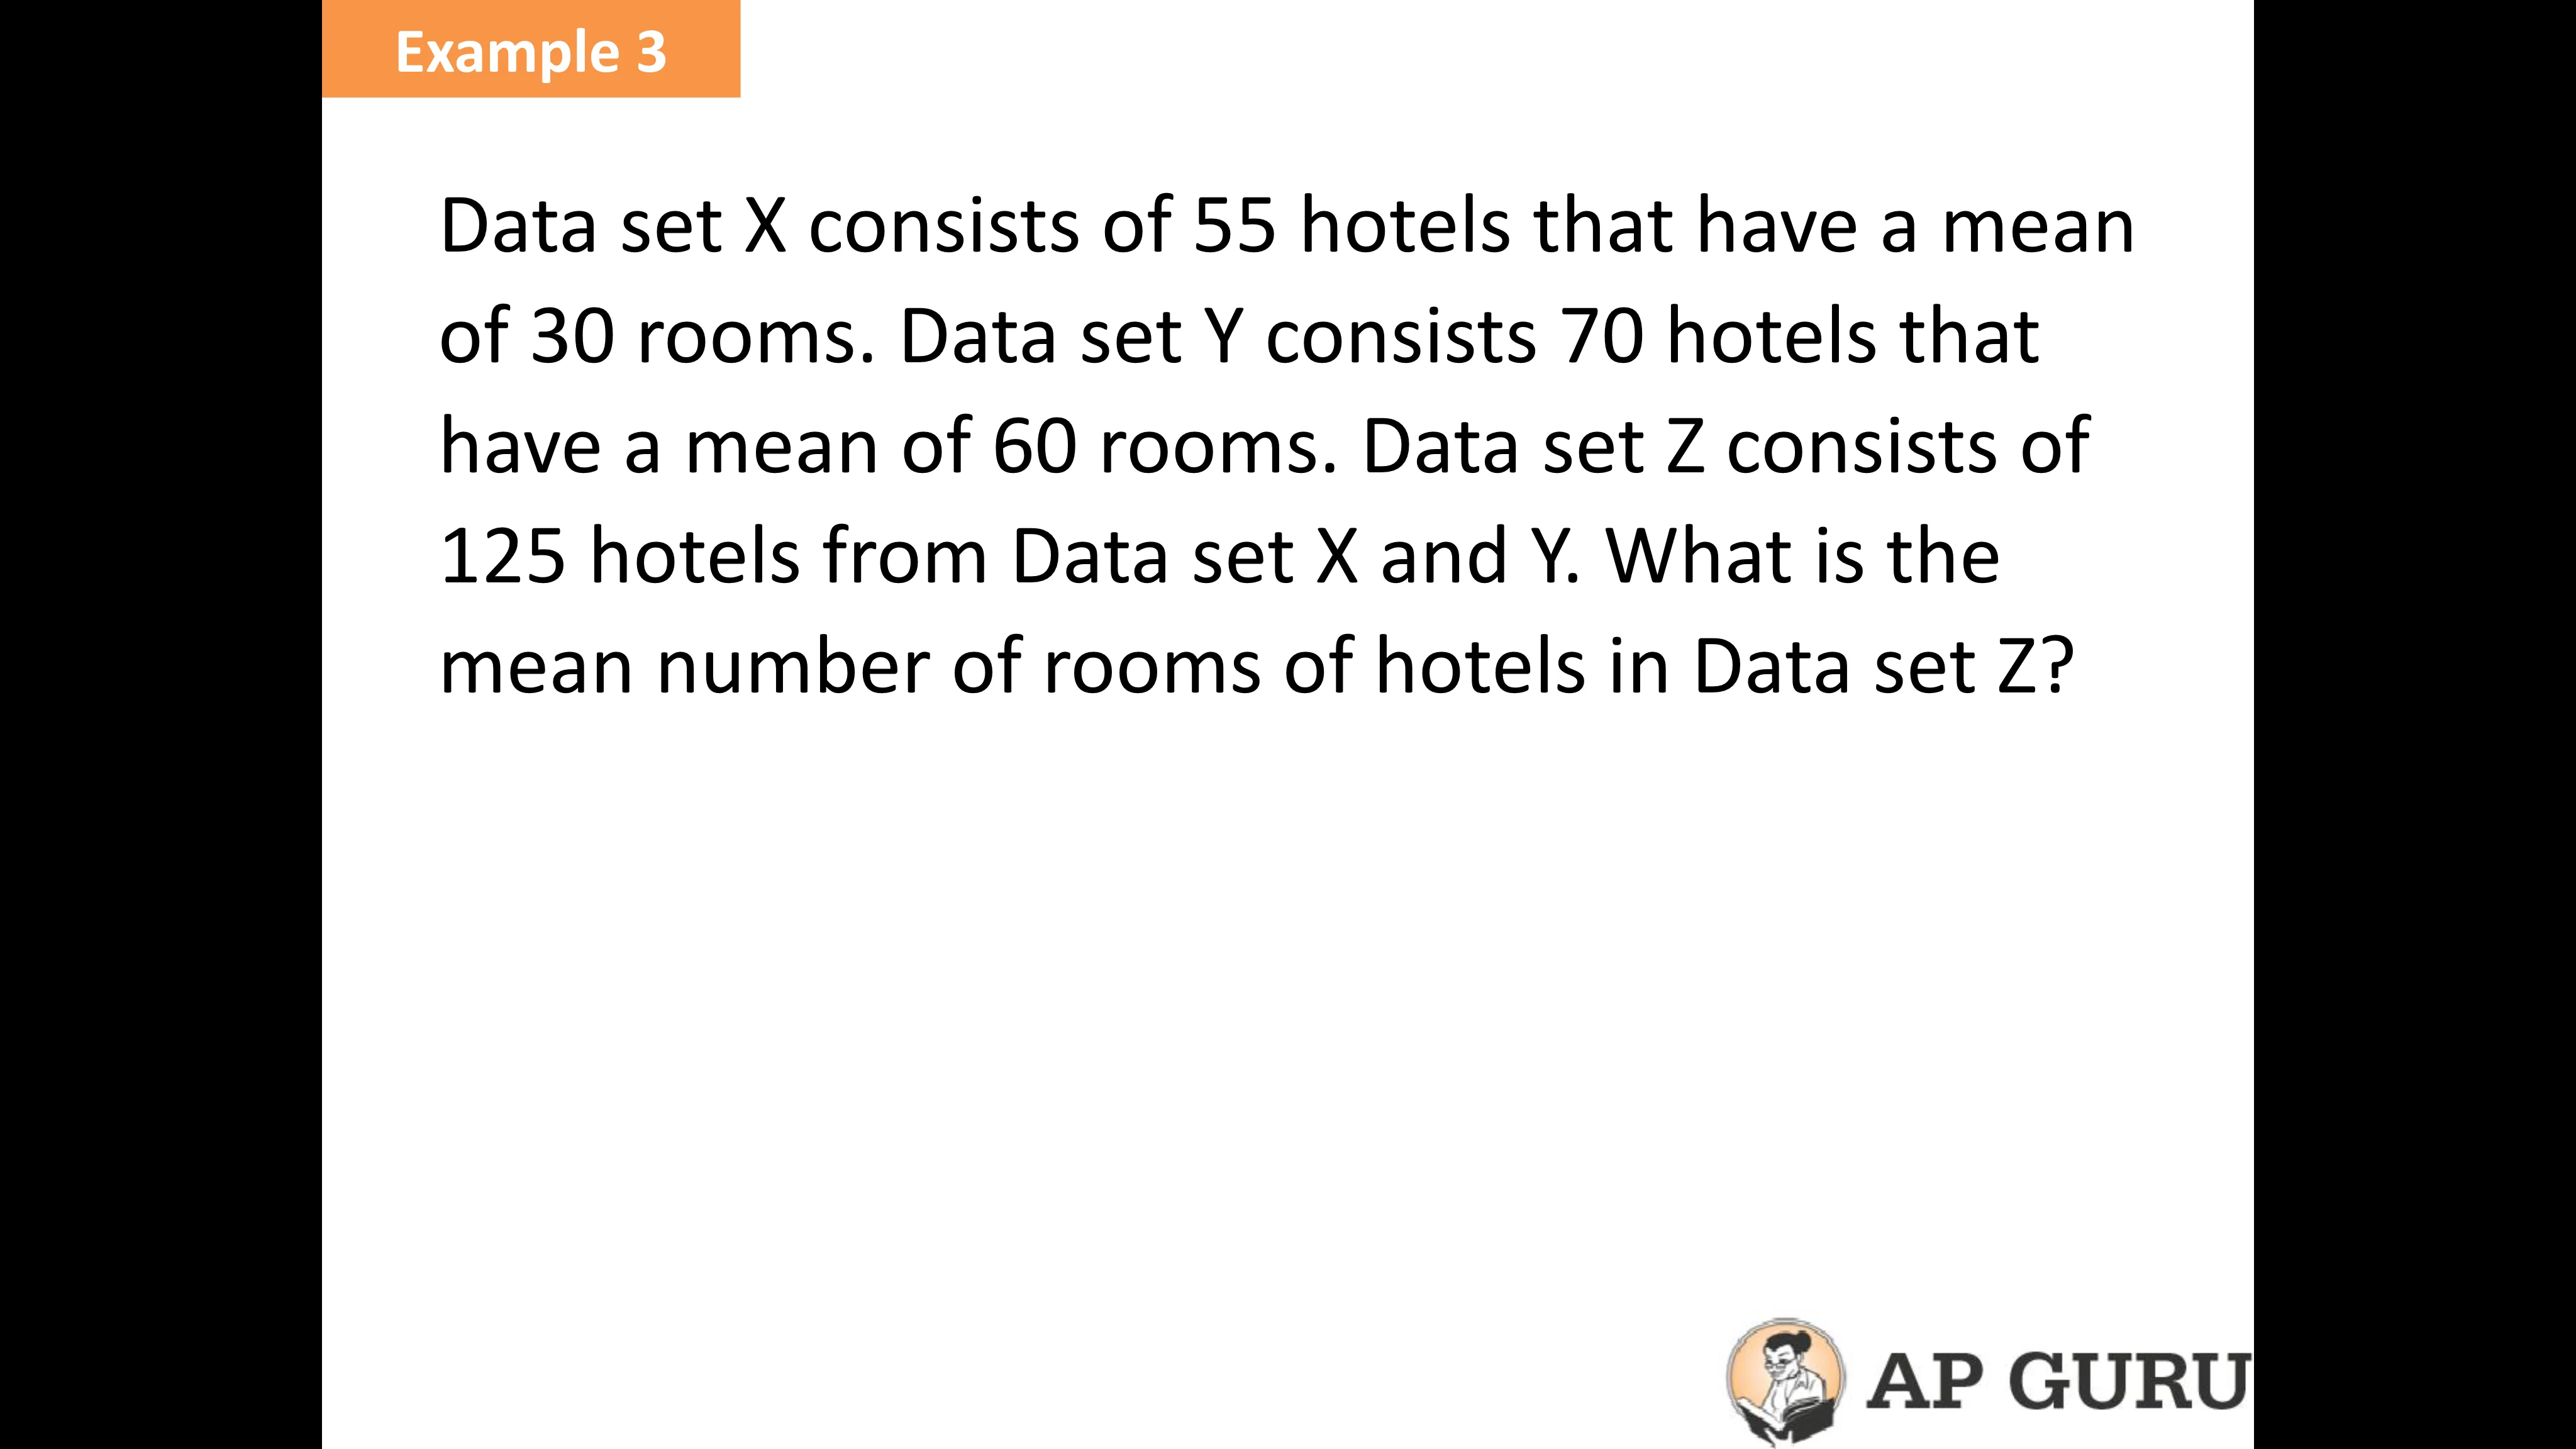 Example 3
Data set X consists of 55 hotels that have a mean
of 30 rooms. Data set Y consists 70 hotels that
have a mean of 60 rooms. Data set Z consists of
125 hotels from Data set X and Y. What is the
mean number of rooms of hotels in Data set Z?
AP GURU